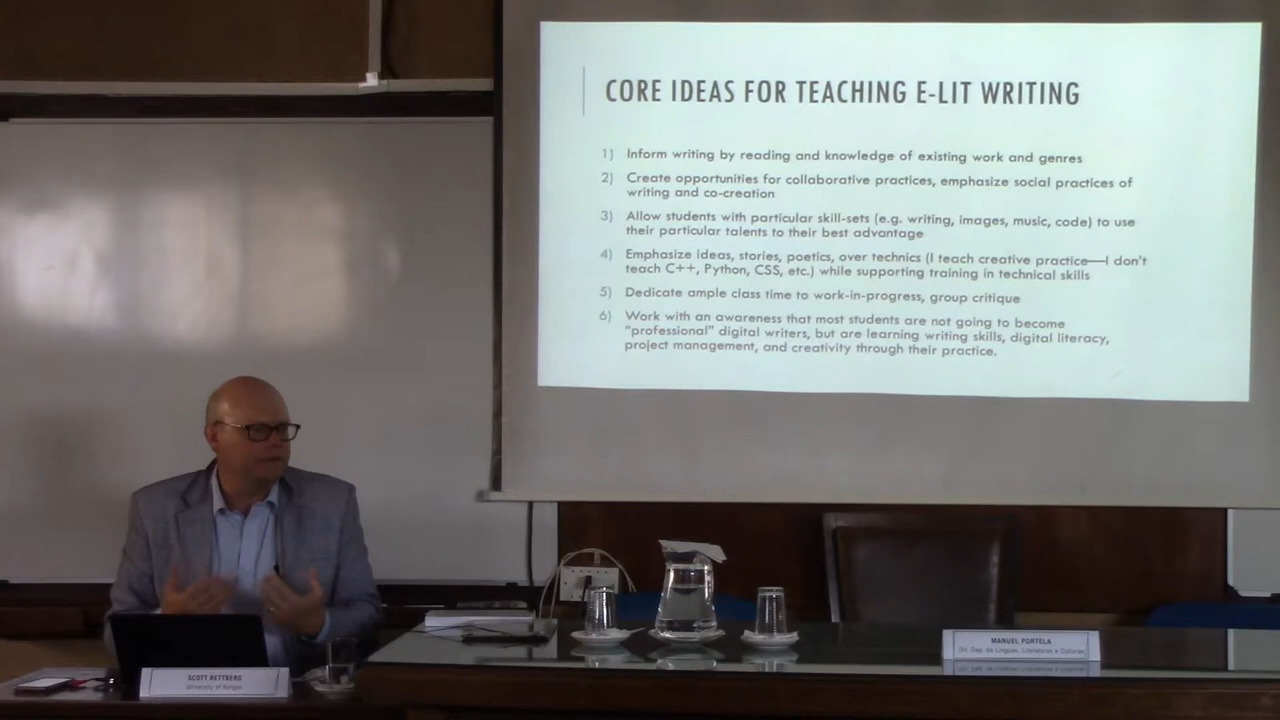 CORE IDEAS FOR TEACHING E-LIT WRITING
1) Inform writing by reading and knowledge of existing work and genres
2) Create opportunities for collaborative practices, emphasize social practices of
writing and co-creation
3) Allow students with particular skill-sets (e.g. writing, images, music, code) to use
their particular talents to their best advantage
4) Emphasize ideas, stories, poetics, over technics (I teach creative practice—I don't
teach C++, Python, CSS, etc.) while supporting training in technical skills
5) Dedicate ample class time to work-in-progress, group critique
6) Work with an awareness that most students are not going to become
"professional" digital writers, but are learning writing skills, digital literacy,
project management, and creativity through their practice.
SCOTT RETTBERG
University of Bergen
MANUEL PORTELA
Dir. Dep. de Línguas, Literaturas e Culturas